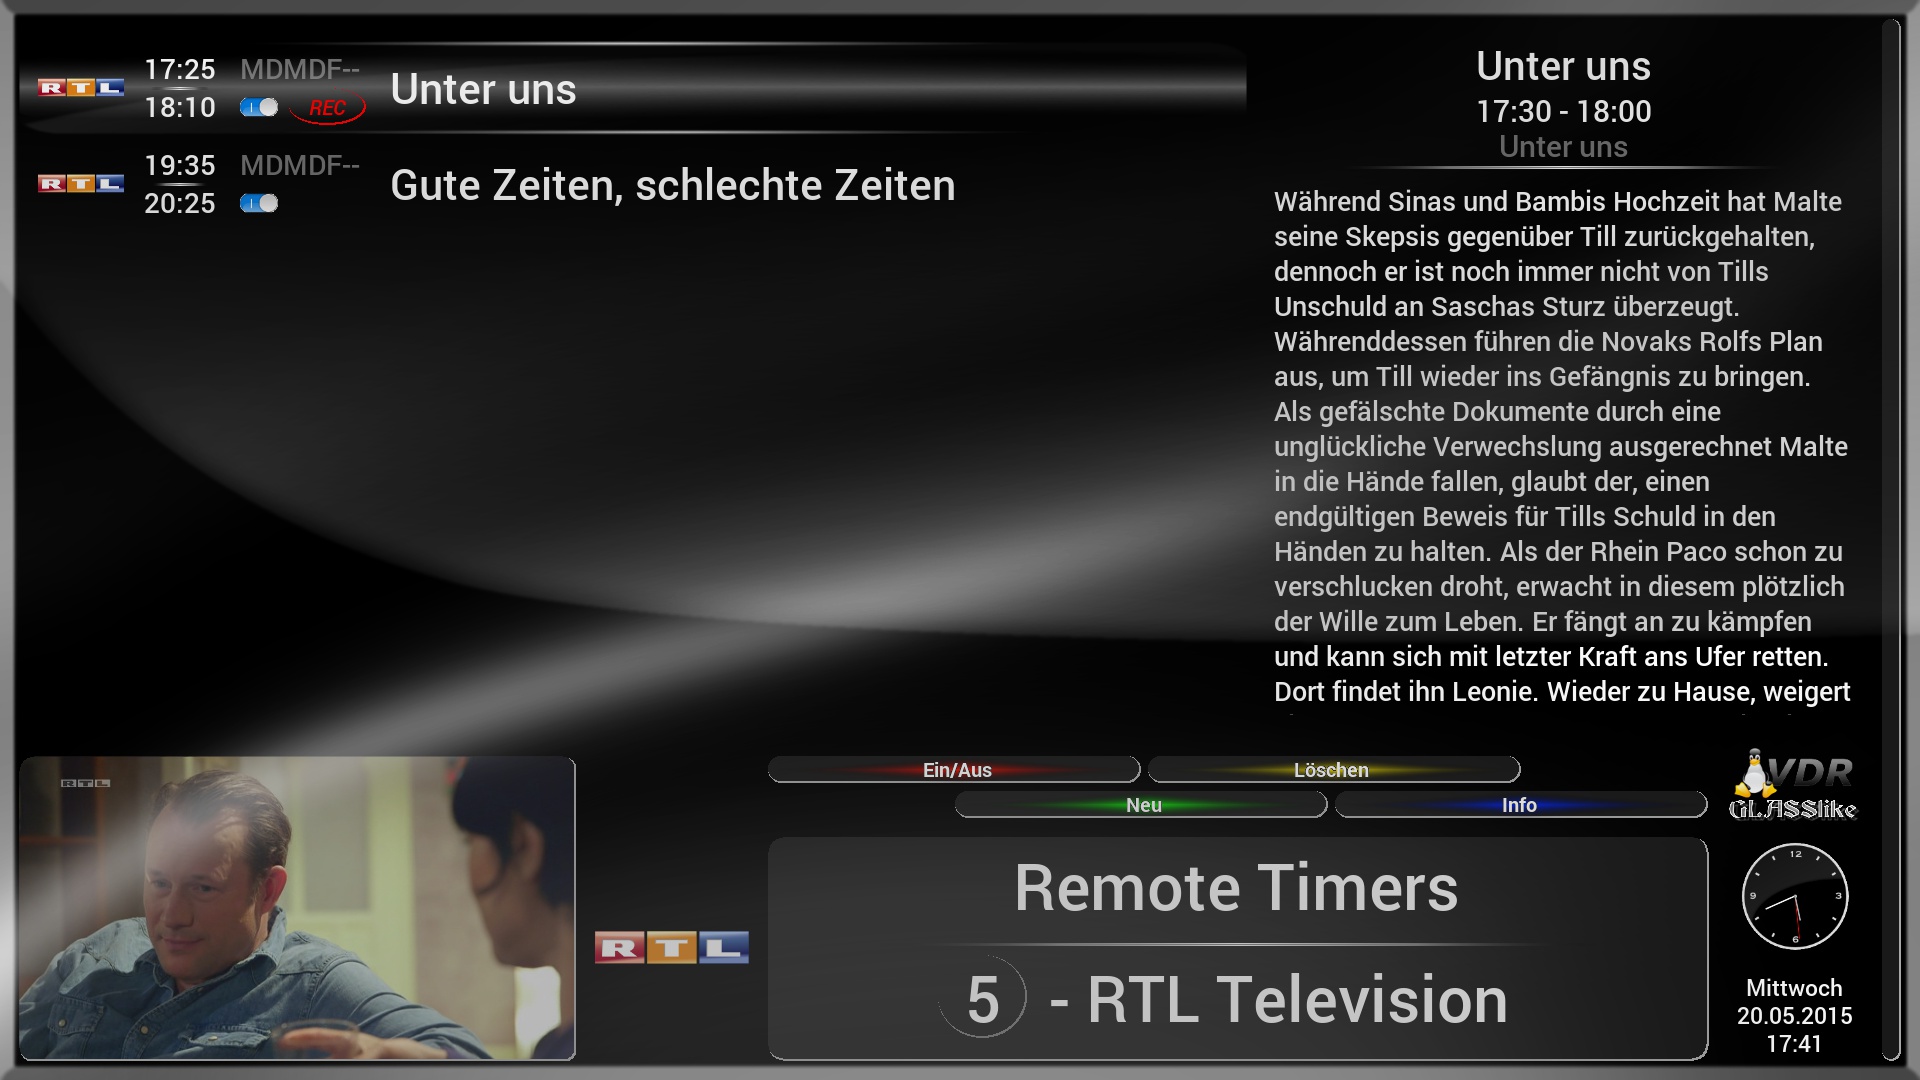 RTL
17:25
MDMDF--
18:10
REC
Unter uns
RTL
19:35
MDMDF--
20:25
Gute Zeiten, schlechte Zeiten
Unter uns
17:30 - 18:00
Unter uns
Während Sinas und Bambis Hochzeit hat Malte
seine Skepsis gegenüber Till zurückgehalten,
dennoch er ist noch immer nicht von Tills
Unschuld an Saschas Sturz überzeugt.
Währenddessen führen die Novaks Rolfs Plan
aus, um Till wieder ins Gefängnis zu bringen.
Als gefälschte Dokumente durch eine
unglückliche Verwechslung ausgerechnet Malte
in die Hände fallen, glaubt der, einen
endgültigen Beweis für Tills Schuld in den
Händen zu halten. Als der Rhein Paco schon zu
verschlucken droht, erwacht in diesem plötzlich
der Wille zum Leben. Er fängt an zu kämpfen
und kann sich mit letzter Kraft ans Ufer retten.
Dort findet ihn Leonie. Wieder zu Hause, weigert
RTL
Ein/Aus
Löschen
Neu
Info
VDR
GLASSlike
RTL
Remote Timers
5 - RTL Television
12
9
3
6
Mittwoch
20.05.2015
17:41